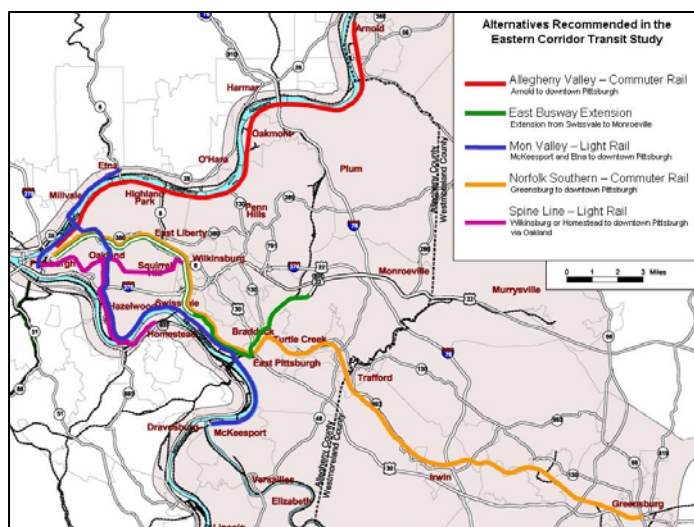 Alternatives Recommended in the
Eastern Corridor Transit Study
Allegheny Valley – Commuter Rail
Arnold to downtown Pittsburgh
East Busway Extension
Extension from Swissvale to Monroeville
Mon Valley – Light Rail
McKeesport and Etna to downtown Pittsburgh
Norfolk Southern – Commuter Rail
Greensburg to downtown Pittsburgh
Spine Line – Light Rail
Wilkinsburg or Homestead to downtown Pittsburgh
via Oakland
0 1 2 3 Miles
Arnold
Harmar
Oakmont
O'Hara
Plum
Etna
Millvale
Highland
Park
Penn
Hills
East Liberty
Oakland
Squirrel
Wilkinsburg
Monroeville
Murrysville
Hazelwood
Swissvale
Homestead
Braddock
Turtle Creek
East Pittsburgh
Trafford
Dravosburg
McKeesport
Versailles
Elizabeth
Lincoln
Irwin
Greensburg
Allegheny County
Westmoreland County
Allegheny County
Westmoreland County